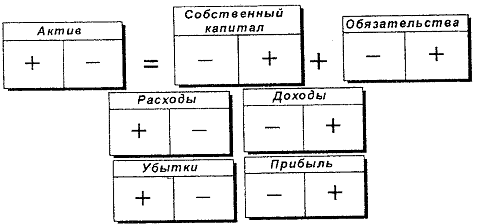 Актив
+ −
=
Собственный
капитал
− +
+
Обязательства
− +
Расходы
+ −
Доходы
− +
Убытки
+ −
Прибыль
− +